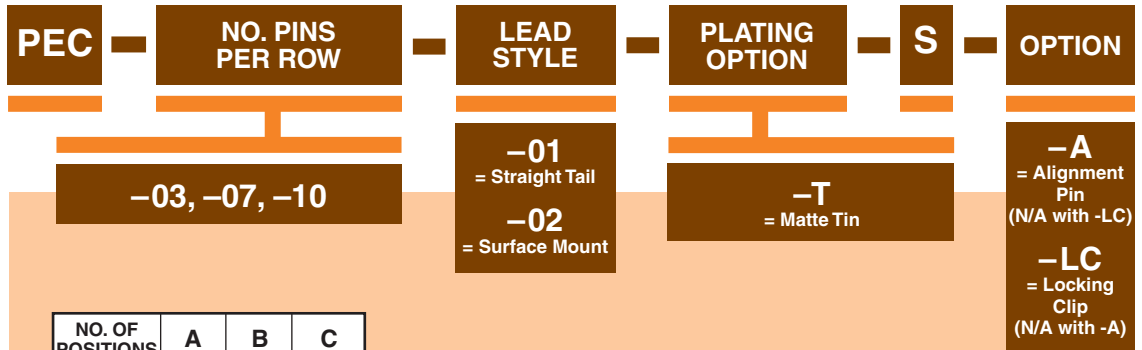 PEC
NO. PINS
PER ROW
LEAD
STYLE
PLATING
OPTION
S
OPTION
–03, –07, –10
–01
= Straight Tail
–02
= Surface Mount
–T
= Matte Tin
–A
= Alignment
Pin
(N/A with -LC)
–LC
= Locking
Clip
(N/A with -A)
NO. OF
POSITIONS
A
B
C